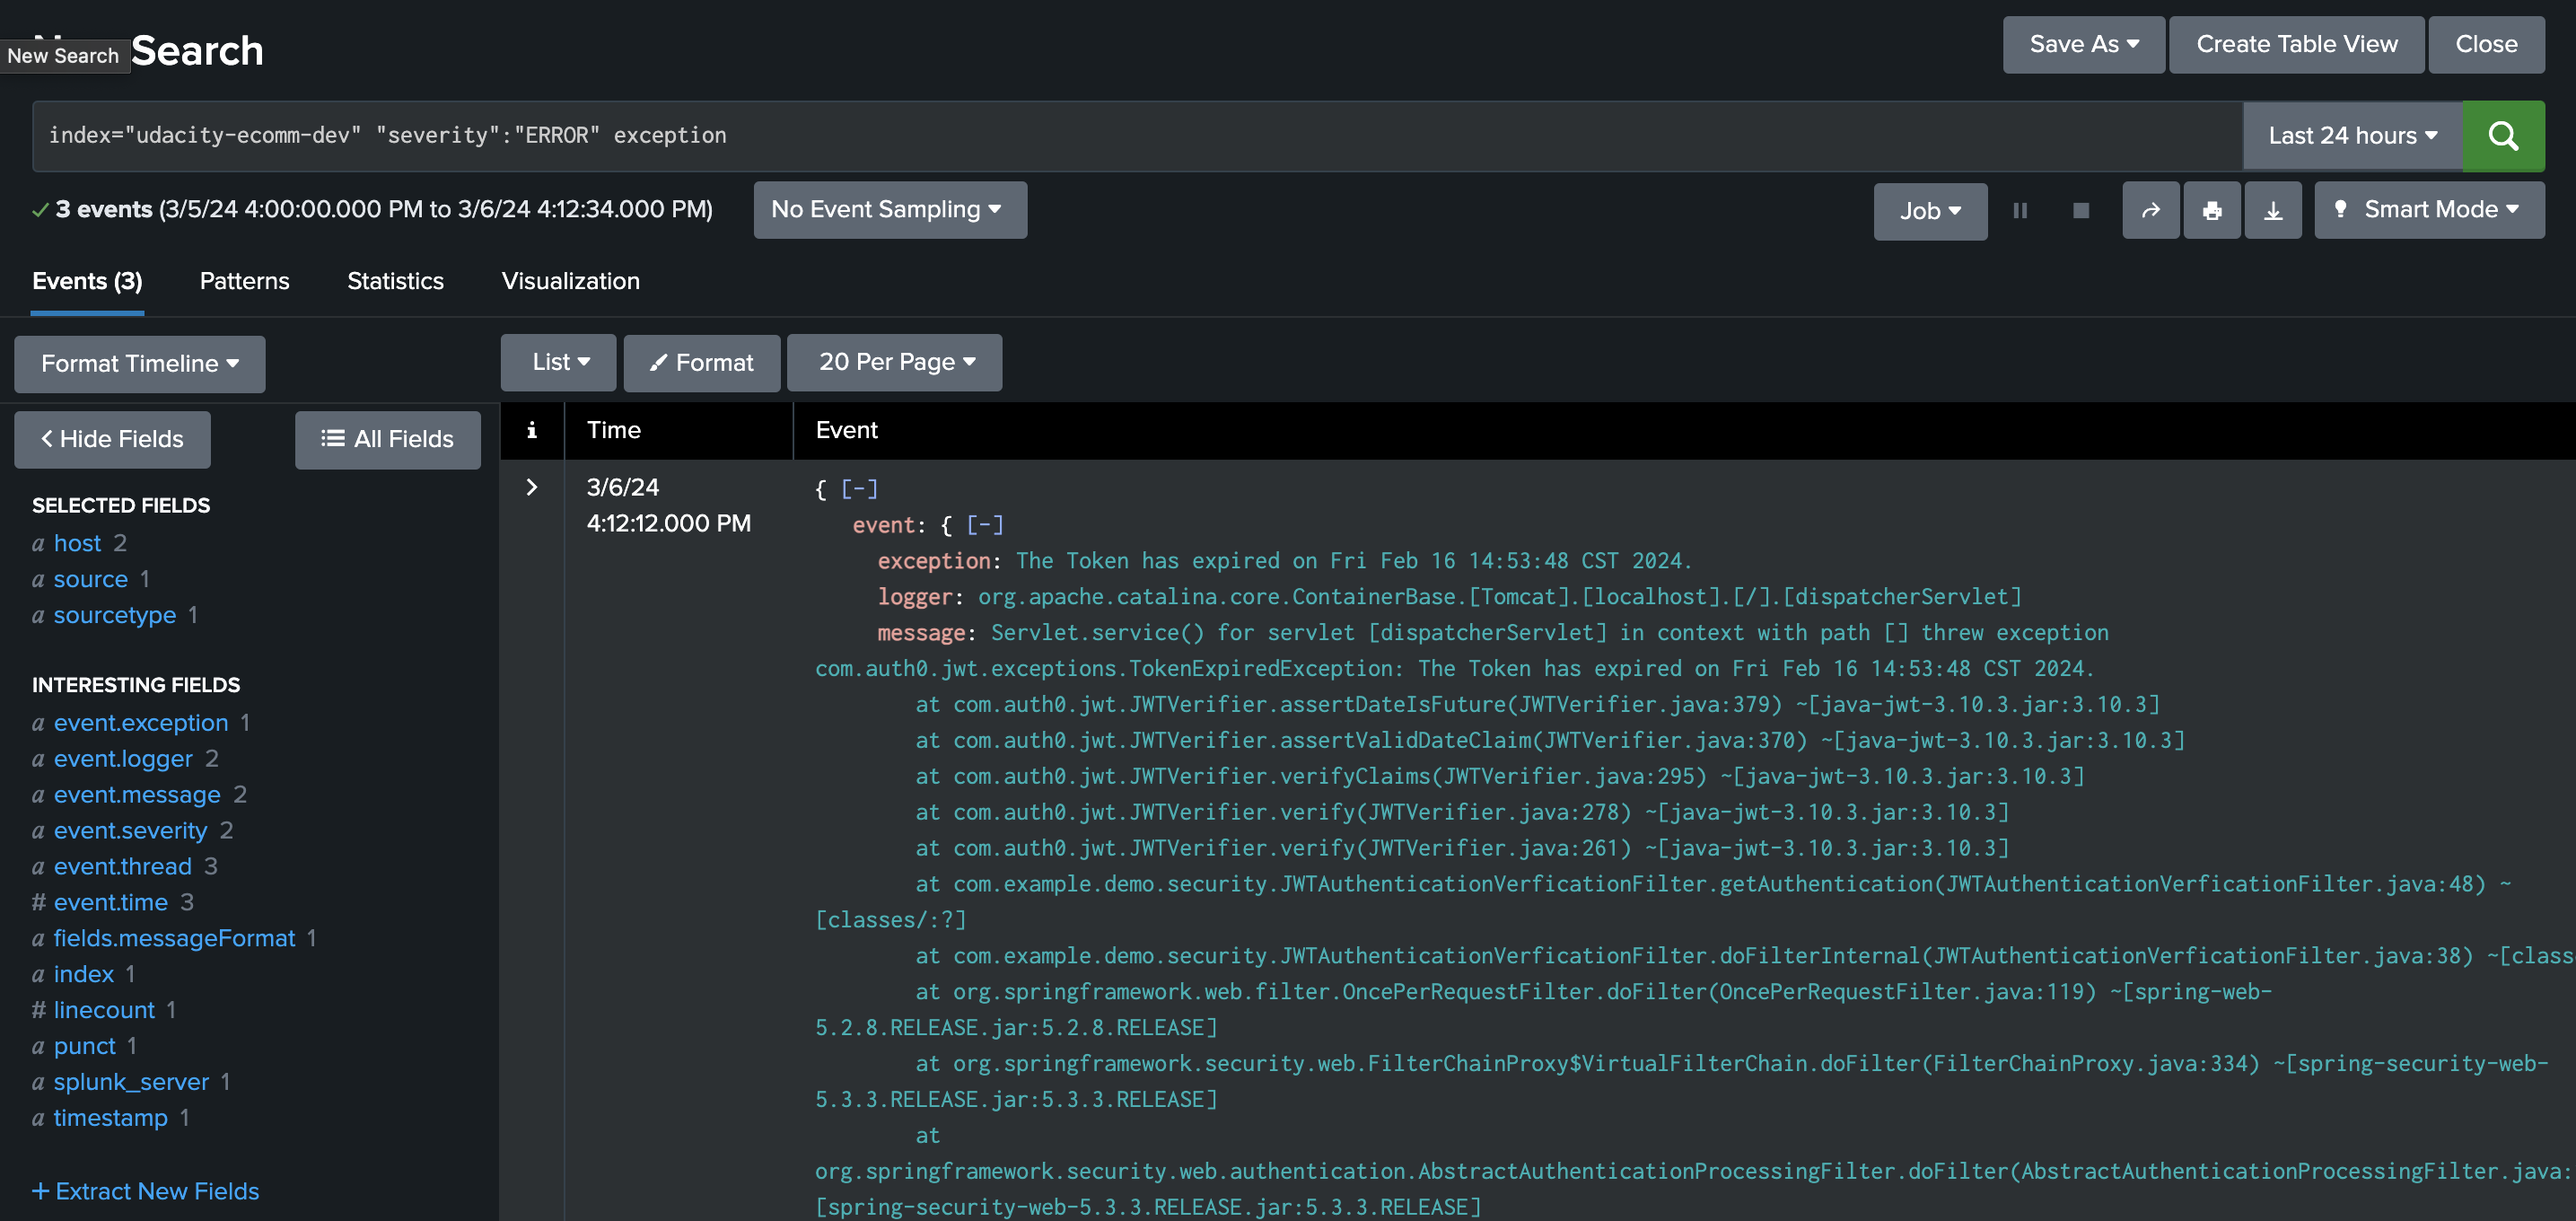 New Search
Search
Save As
Create Table View
Close
index="udacity-ecomm-dev" "severity":"ERROR" exception
Last 24 hours
3 events (3/5/24 4:00:00.000 PM to 3/6/24 4:12:34.000 PM)
No Event Sampling
Job
Smart Mode
Events (3)
Patterns
Statistics
Visualization
Format Timeline
List
Format
20 Per Page
< Hide Fields
All Fields
SELECTED FIELDS
a host 2
a source 1
a sourcetype 1
INTERESTING FIELDS
a event.exception 1
a event.logger 2
a event.message 2
a event.severity 2
a event.thread 3
# event.time 3
a fields.messageFormat 1
a index 1
# linecount 1
a punct 1
a splunk_server 1
a timestamp 1
+ Extract New Fields
i
Time
Event
>
3/6/24
4:12:12.000 PM
{ [-]
event: { [-]
exception: The Token has expired on Fri Feb 16 14:53:48 CST 2024.
logger: org.apache.catalina.core.ContainerBase.[Tomcat].[localhost].[/].[dispatcherServlet]
message: Servlet.service() for servlet [dispatcherServlet] in context with path [] threw exception
com.auth0.jwt.exceptions.TokenExpiredException: The Token has expired on Fri Feb 16 14:53:48 CST 2024.
at com.auth0.jwt.JWTVerifier.assertDateIsFuture(JWTVerifier.java:379) ~[java-jwt-3.10.3.jar:3.10.3]
at com.auth0.jwt.JWTVerifier.assertValidDateClaim(JWTVerifier.java:370) ~[java-jwt-3.10.3.jar:3.10.3]
at com.auth0.jwt.JWTVerifier.verifyClaims(JWTVerifier.java:295) ~[java-jwt-3.10.3.jar:3.10.3]
at com.auth0.jwt.JWTVerifier.verify(JWTVerifier.java:278) ~[java-jwt-3.10.3.jar:3.10.3]
at com.auth0.jwt.JWTVerifier.verify(JWTVerifier.java:261) ~[java-jwt-3.10.3.jar:3.10.3]
at com.example.demo.security.JWTAuthenticationVerficationFilter.getAuthentication(JWTAuthenticationVerficationFilter.java:48) ~
[classes/:?]
at com.example.demo.security.JWTAuthenticationVerficationFilter.doFilterInternal(JWTAuthenticationVerficationFilter.java:38) ~[class
at org.springframework.web.filter.OncePerRequestFilter.doFilter(OncePerRequestFilter.java:119) ~[spring-web-
5.2.8.RELEASE.jar:5.2.8.RELEASE]
at org.springframework.security.web.FilterChainProxy$VirtualFilterChain.doFilter(FilterChainProxy.java:334) ~[spring-security-web-
5.3.3.RELEASE.jar:5.3.3.RELEASE]
at
org.springframework.security.web.authentication.AbstractAuthenticationProcessingFilter.doFilter(AbstractAuthenticationProcessingFilter.java:
[spring-security-web-5.3.3.RELEASE.jar:5.3.3.RELEASE]